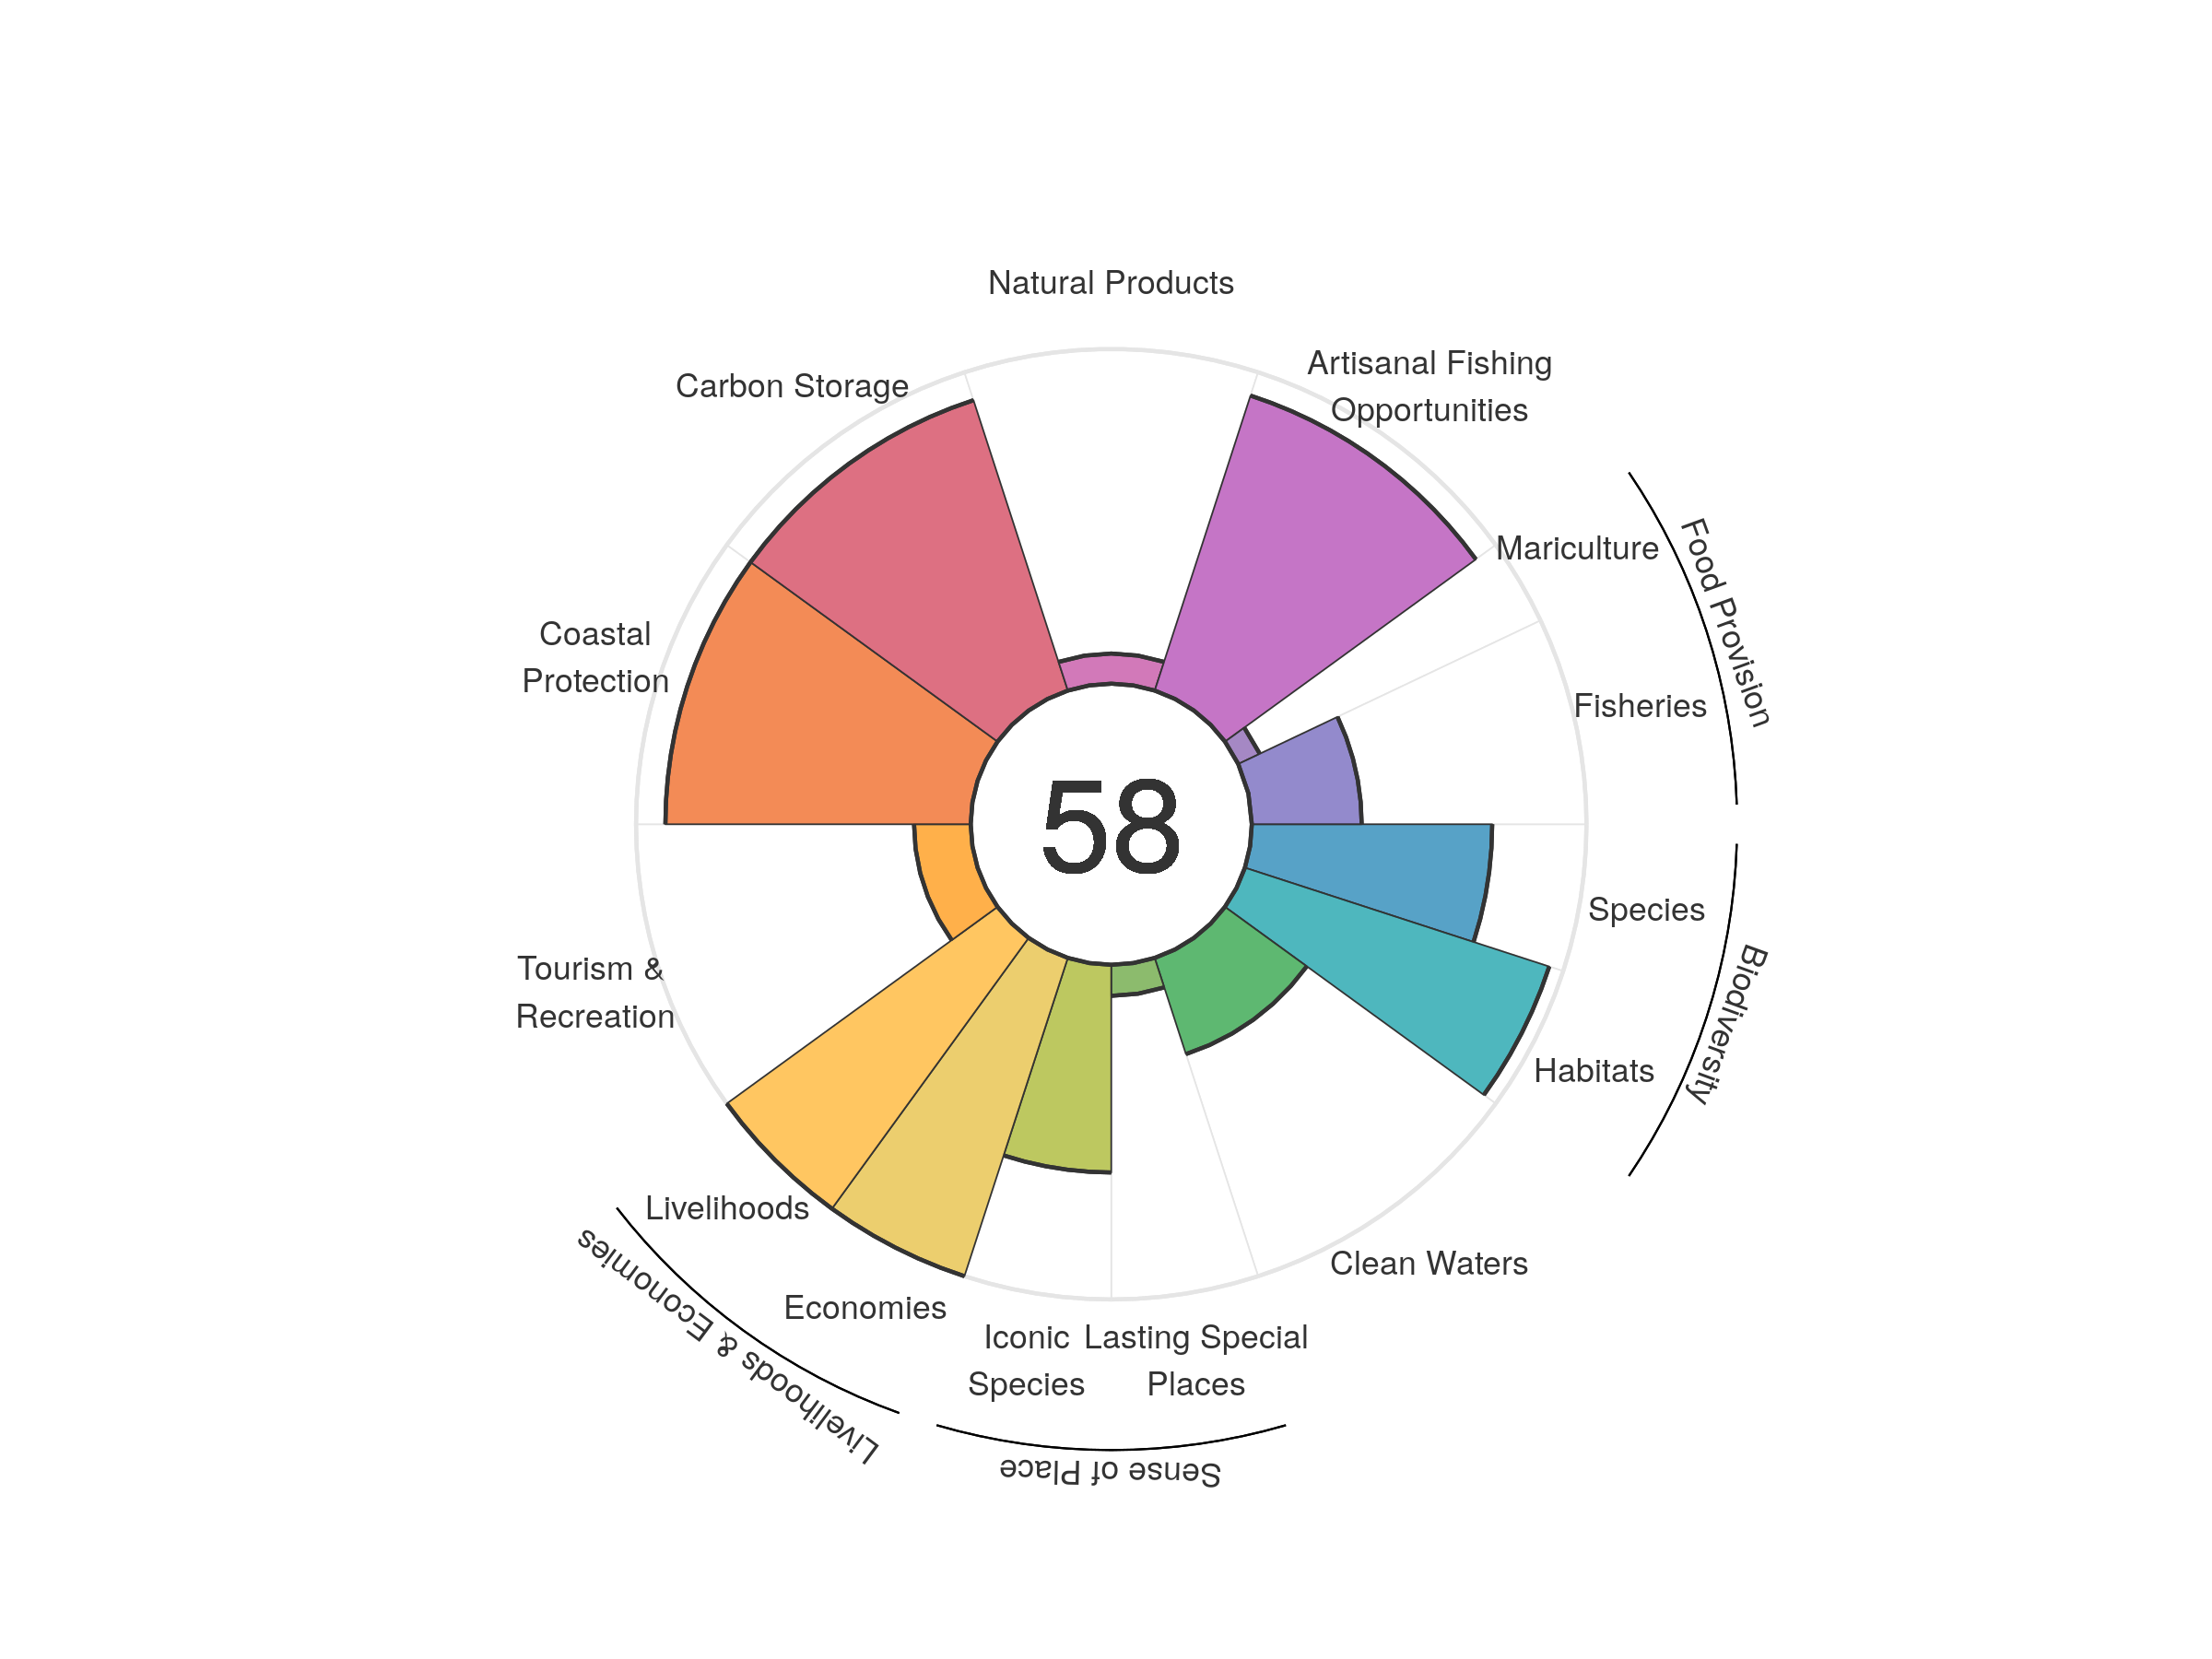 Natural Products
Artisanal Fishing
Opportunities
Carbon Storage
Mariculture
Food Provision
Coastal
Protection
Fisheries
58
Species
Biodiversity
Tourism &
Recreation
Habitats
Livelihoods
Clean Waters
Economies
Livelihoods & Economies
Iconic
Species
Lasting Special
Places
Sense of Place